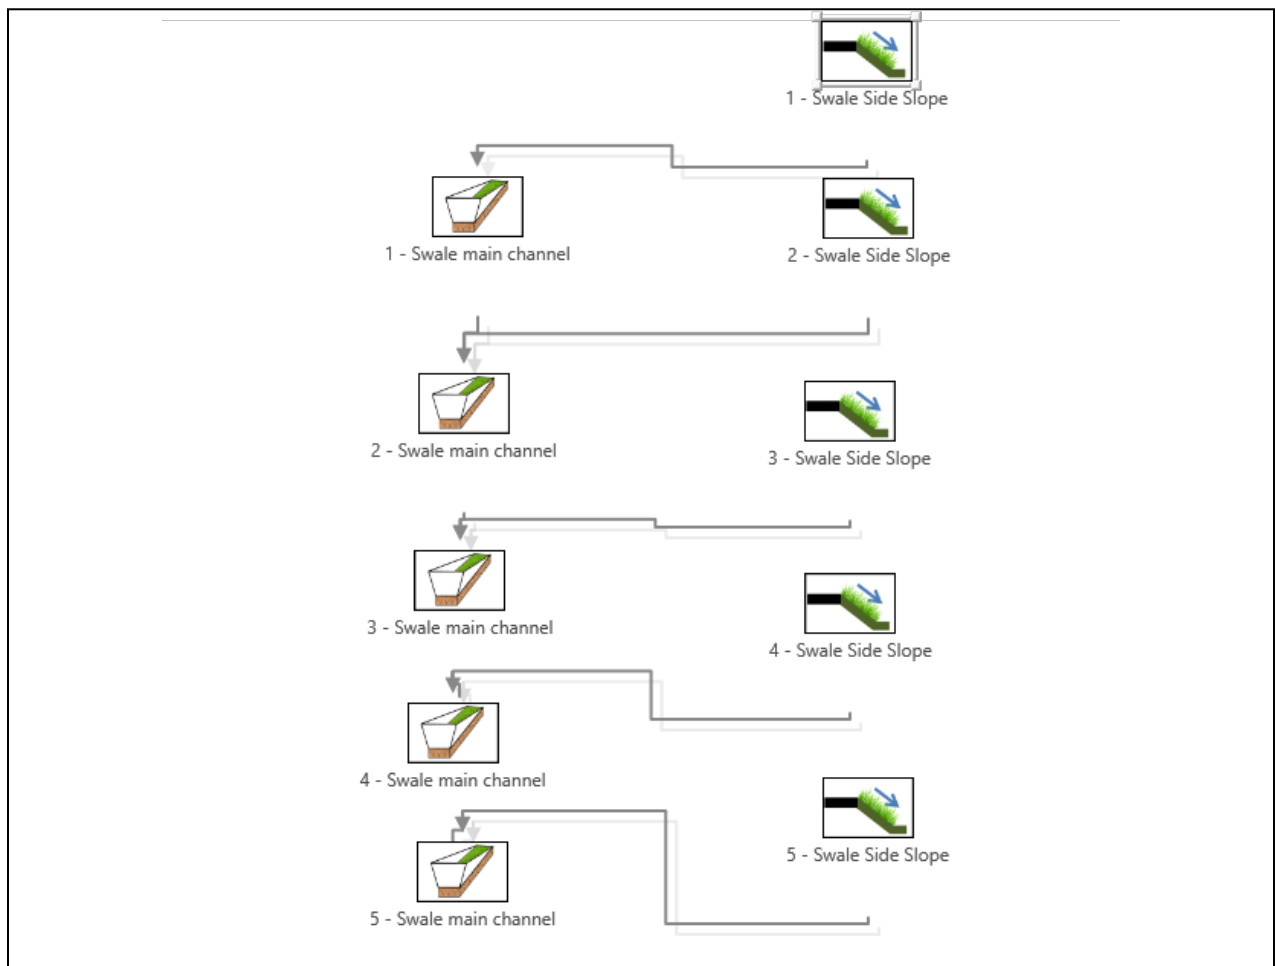 1 - Swale Side Slope
1 - Swale main channel
2 - Swale Side Slope
2 - Swale main channel
3 - Swale Side Slope
3 - Swale main channel
4 - Swale Side Slope
4 - Swale main channel
5 - Swale Side Slope
5 - Swale main channel